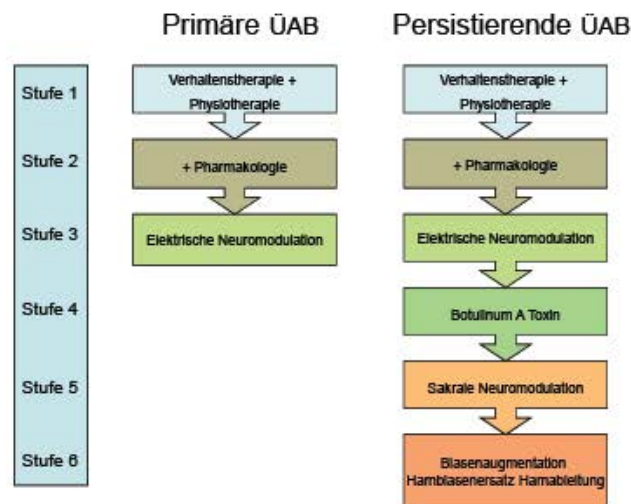 Primäre ÜAB
Persistierende ÜAB
Stufe 1
Verhaltenstherapie +
Physiotherapie
Verhaltenstherapie +
Physiotherapie
Stufe 2
+ Pharmakologie
+ Pharmakologie
Stufe 3
Elektrische Neuromodulation
Elektrische Neuromodulation
Stufe 4
Botulinum A Toxin
Stufe 5
Sakrale Neuromodulation
Stufe 6
Blasenaugmentation
Harnblasenersatz Harnableitung